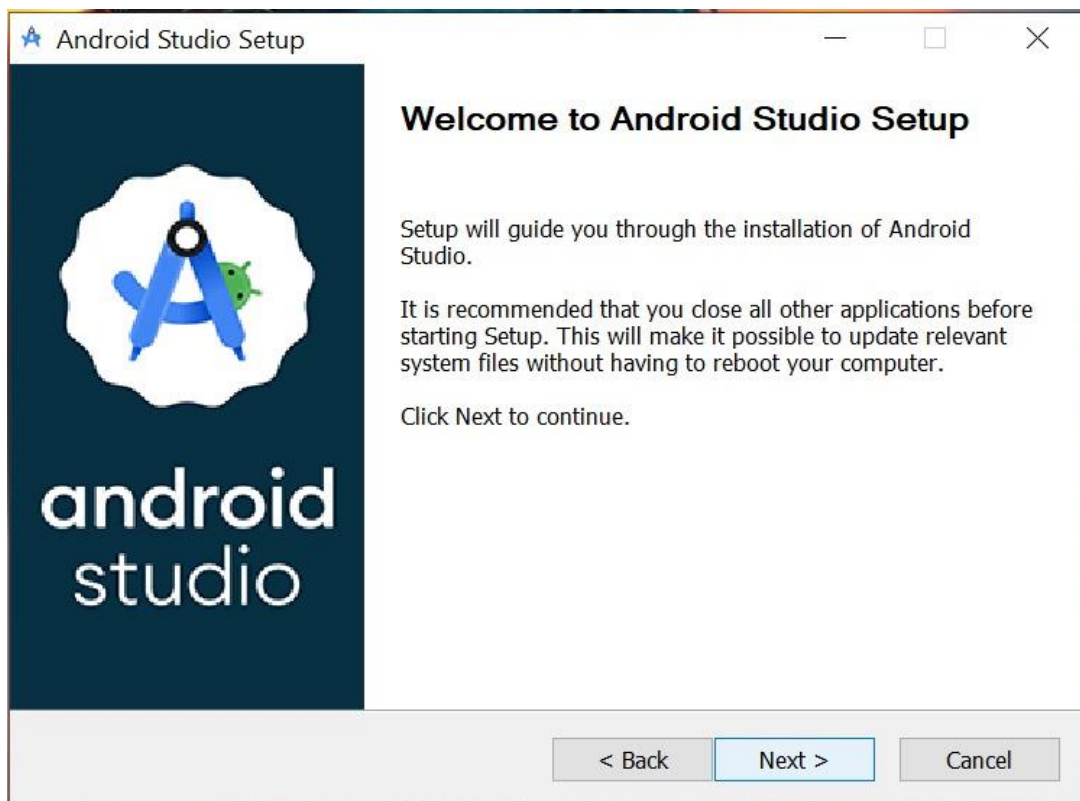 Android Studio Setup
Welcome to Android Studio Setup
Setup will guide you through the installation of Android
Studio.
It is recommended that you close all other applications before
starting Setup. This will make it possible to update relevant
system files without having to reboot your computer.
Click Next to continue.
android
studio
< Back
Next >
Cancel